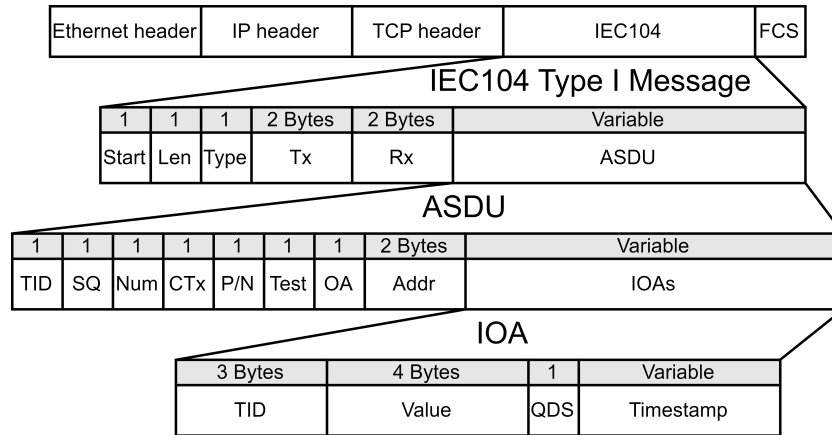 Ethernet header IP header TCP header IEC104 FCS
IEC104 Type I Message
1 1 1 2 Bytes 2 Bytes Variable
Start Len Type Tx Rx ASDU
ASDU
1 1 1 1 1 1 1 2 Bytes Variable
TID SQ Num CTx P/N Test OA Addr IOAs
IOA
3 Bytes 4 Bytes 1 Variable
TID Value QDS Timestamp